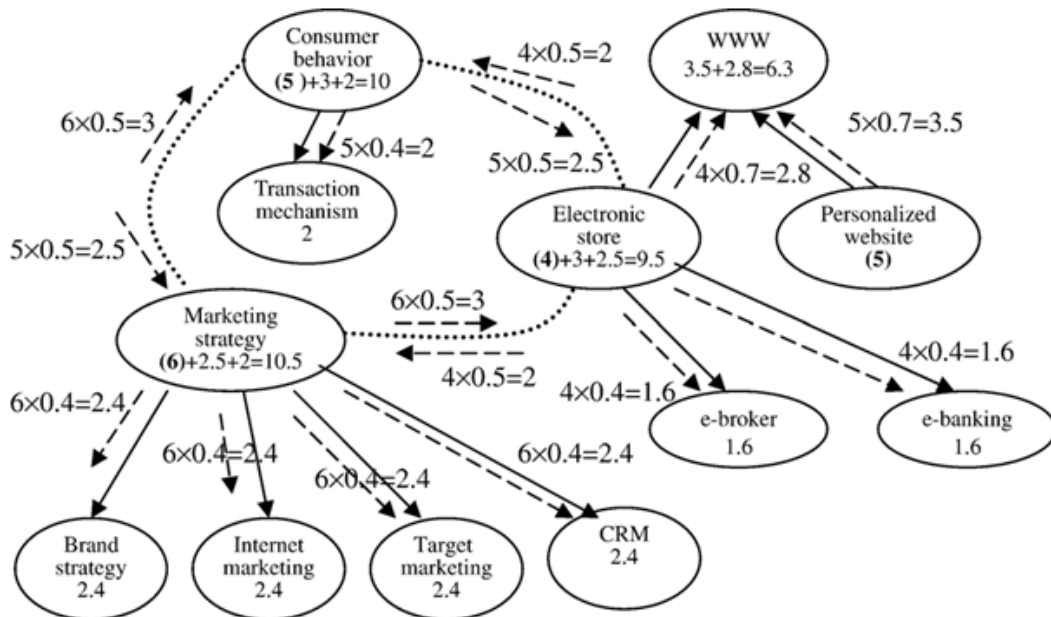 Consumer
behavior
(5 )+3+2=10
4×0.5=2
WWW
3.5+2.8=6.3
6×0.5=3
5×0.4=2
5×0.5=2.5
4×0.7=2.8
5×0.7=3.5
Transaction
mechanism
2
Electronic
store
(4)+3+2.5=9.5
Personalized
website
(5)
5×0.5=2.5
6×0.5=3
Marketing
strategy
(6)+2.5+2=10.5
4×0.5=2
4×0.4=1.6
4×0.4=1.6
e-broker
1.6
e-banking
1.6
6×0.4=2.4
6×0.4=2.4
6×0.4=2.4
6×0.4=2.4
Brand
strategy
2.4
Internet
marketing
2.4
Target
marketing
2.4
CRM
2.4